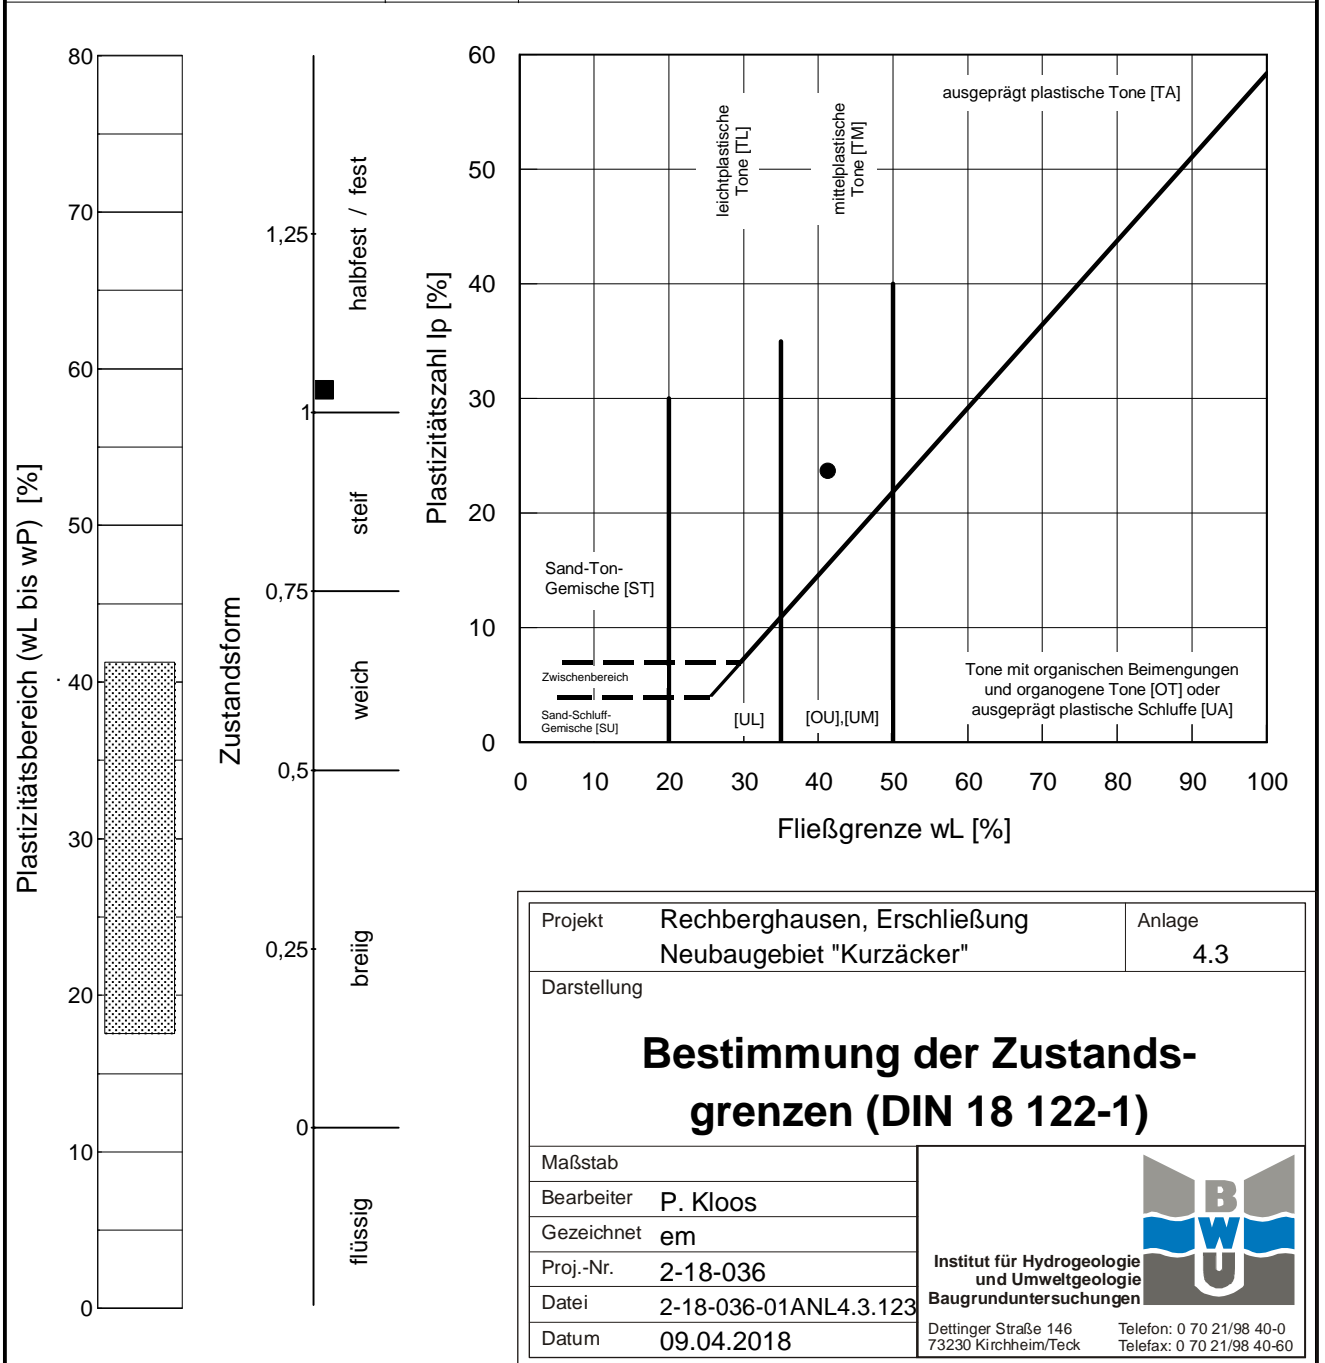 Plastizitätsbereich (wL bis wP) [%]
80
70
60
50
40
30
20
10
0
Zustandsform
1,25
1
0,75
0,5
0,25
0
halbfest / fest
steif
weich
breiig
flüssig
Plastizitätszahl Ip [%]
60
50
40
30
20
10
0
leichtplastische
Tone [TL]
mittelplastische
Tone [TM]
ausgeprägt plastische Tone [TA]
Sand-Ton-
Gemische [ST]
Zwischenbereich
Sand-Schluff-
Gemische [SU]
[UL]
[OU],[UM]
Tone mit organischen Beimengungen
und organogene Tone [OT] oder
ausgeprägt plastische Schluffe [UA]
0 10 20 30 40 50 60 70 80 90 100
Fließgrenze wL [%]
Projekt Rechberghausen, Erschließung
Neubaugebiet "Kurzäcker"
Anlage
4.3
Darstellung
Bestimmung der Zustands-
grenzen (DIN 18 122-1)
Maßstab
Bearbeiter P. Kloos
Gezeichnet em
Proj.-Nr. 2-18-036
Datei 2-18-036-01ANL4.3.123
Datum 09.04.2018
B
W
U
Institut für Hydrogeologie
und Umweltgeologie
Baugrunduntersuchungen
Dettinger Straße 146 Telefon: 0 70 21/98 40-0
73230 Kirchheim/Teck Telefax: 0 70 21/98 40-60